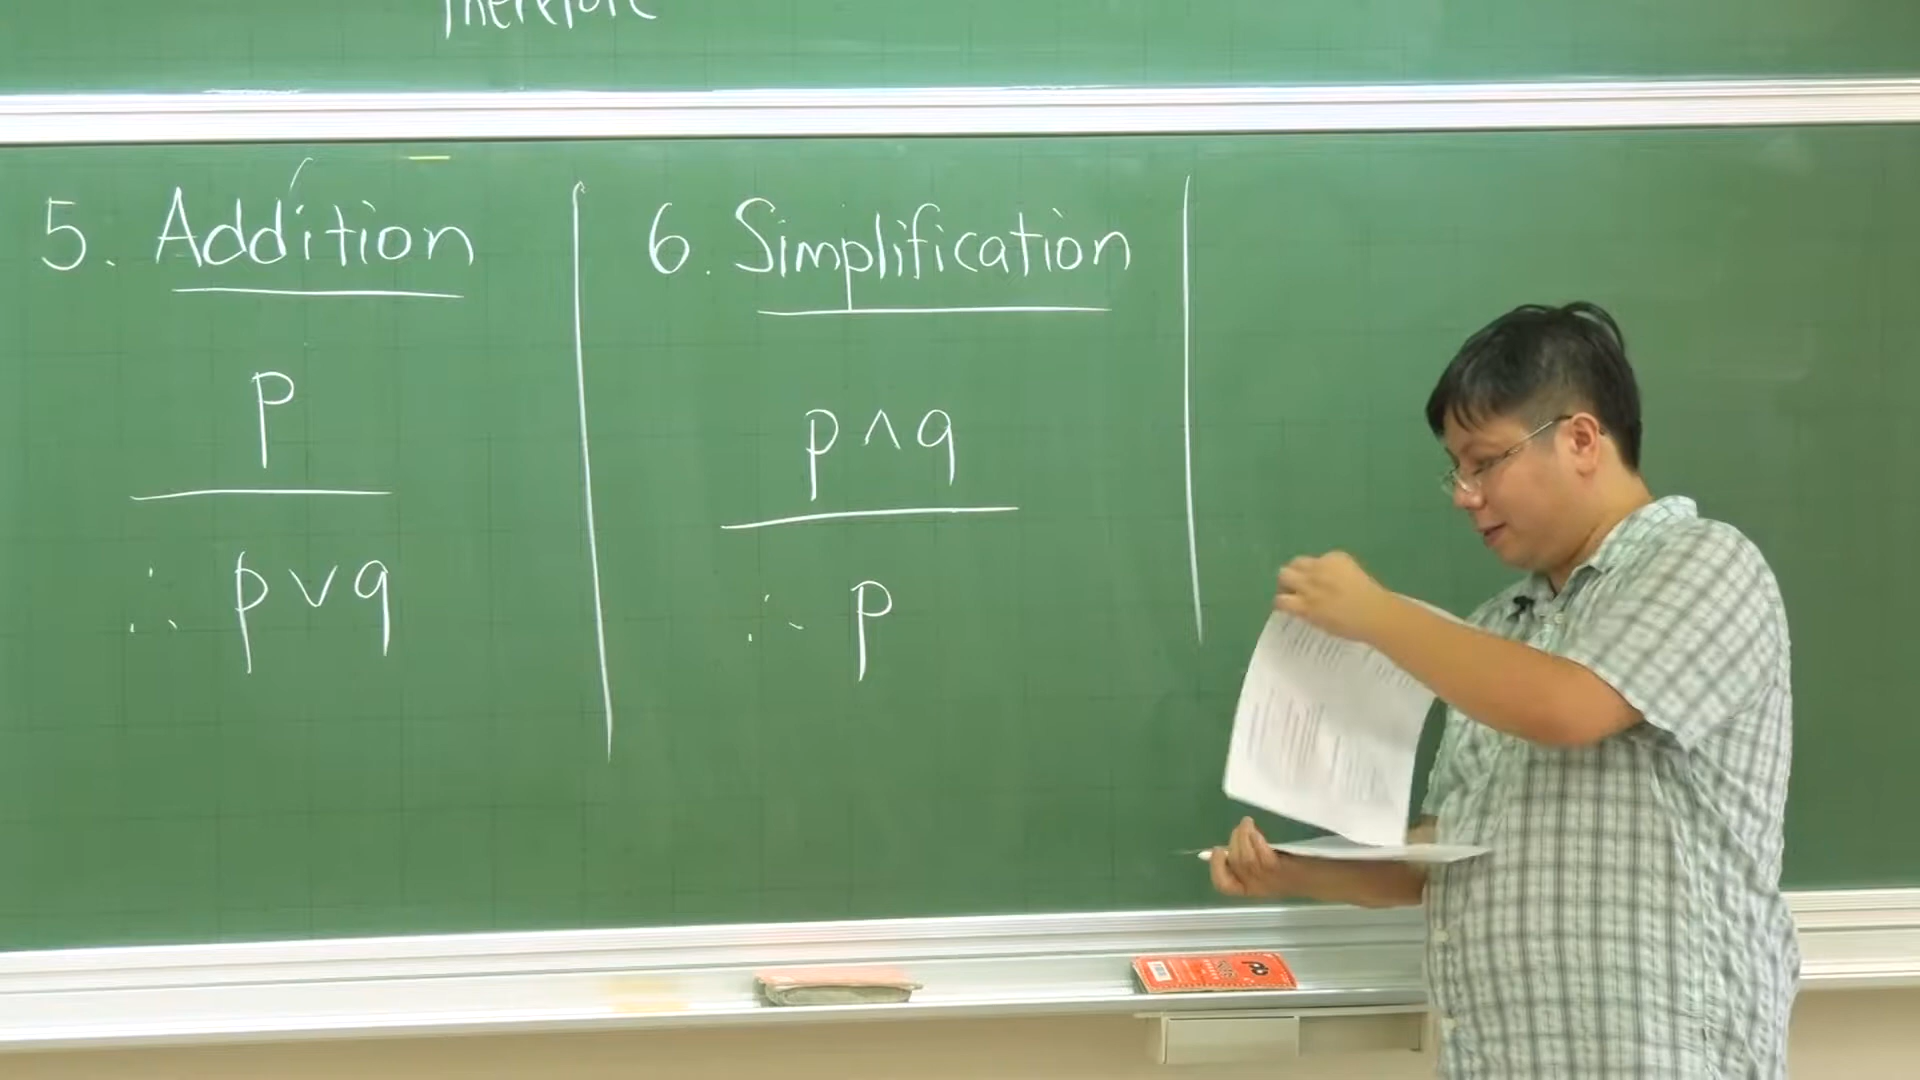 Therefore
5. Addition
p
∴ p ∨ q
6. Simplification
p ∧ q
∴ p